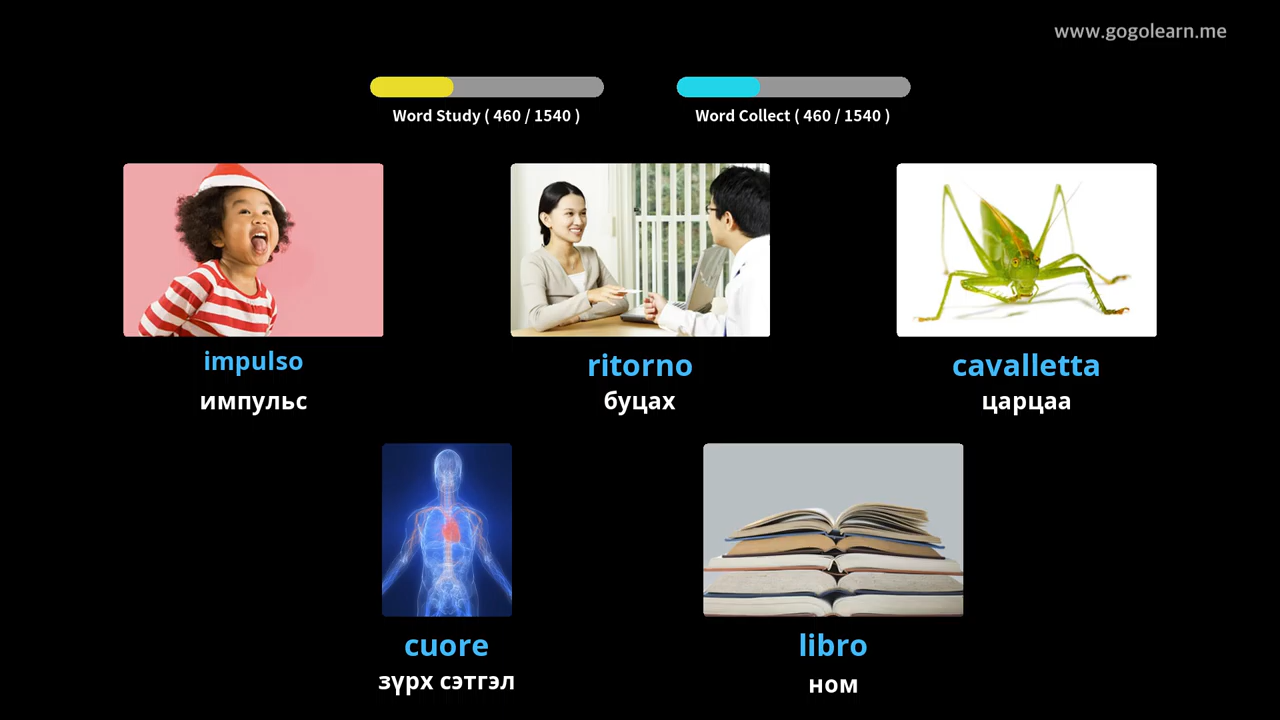 www.gogolearn.me
Word Study ( 460 / 1540 )
Word Collect ( 460 / 1540 )
impulso
импульс
ritorno
буцах
cavalletta
царцаа
cuore
зүрх сэтгэл
libro
ном